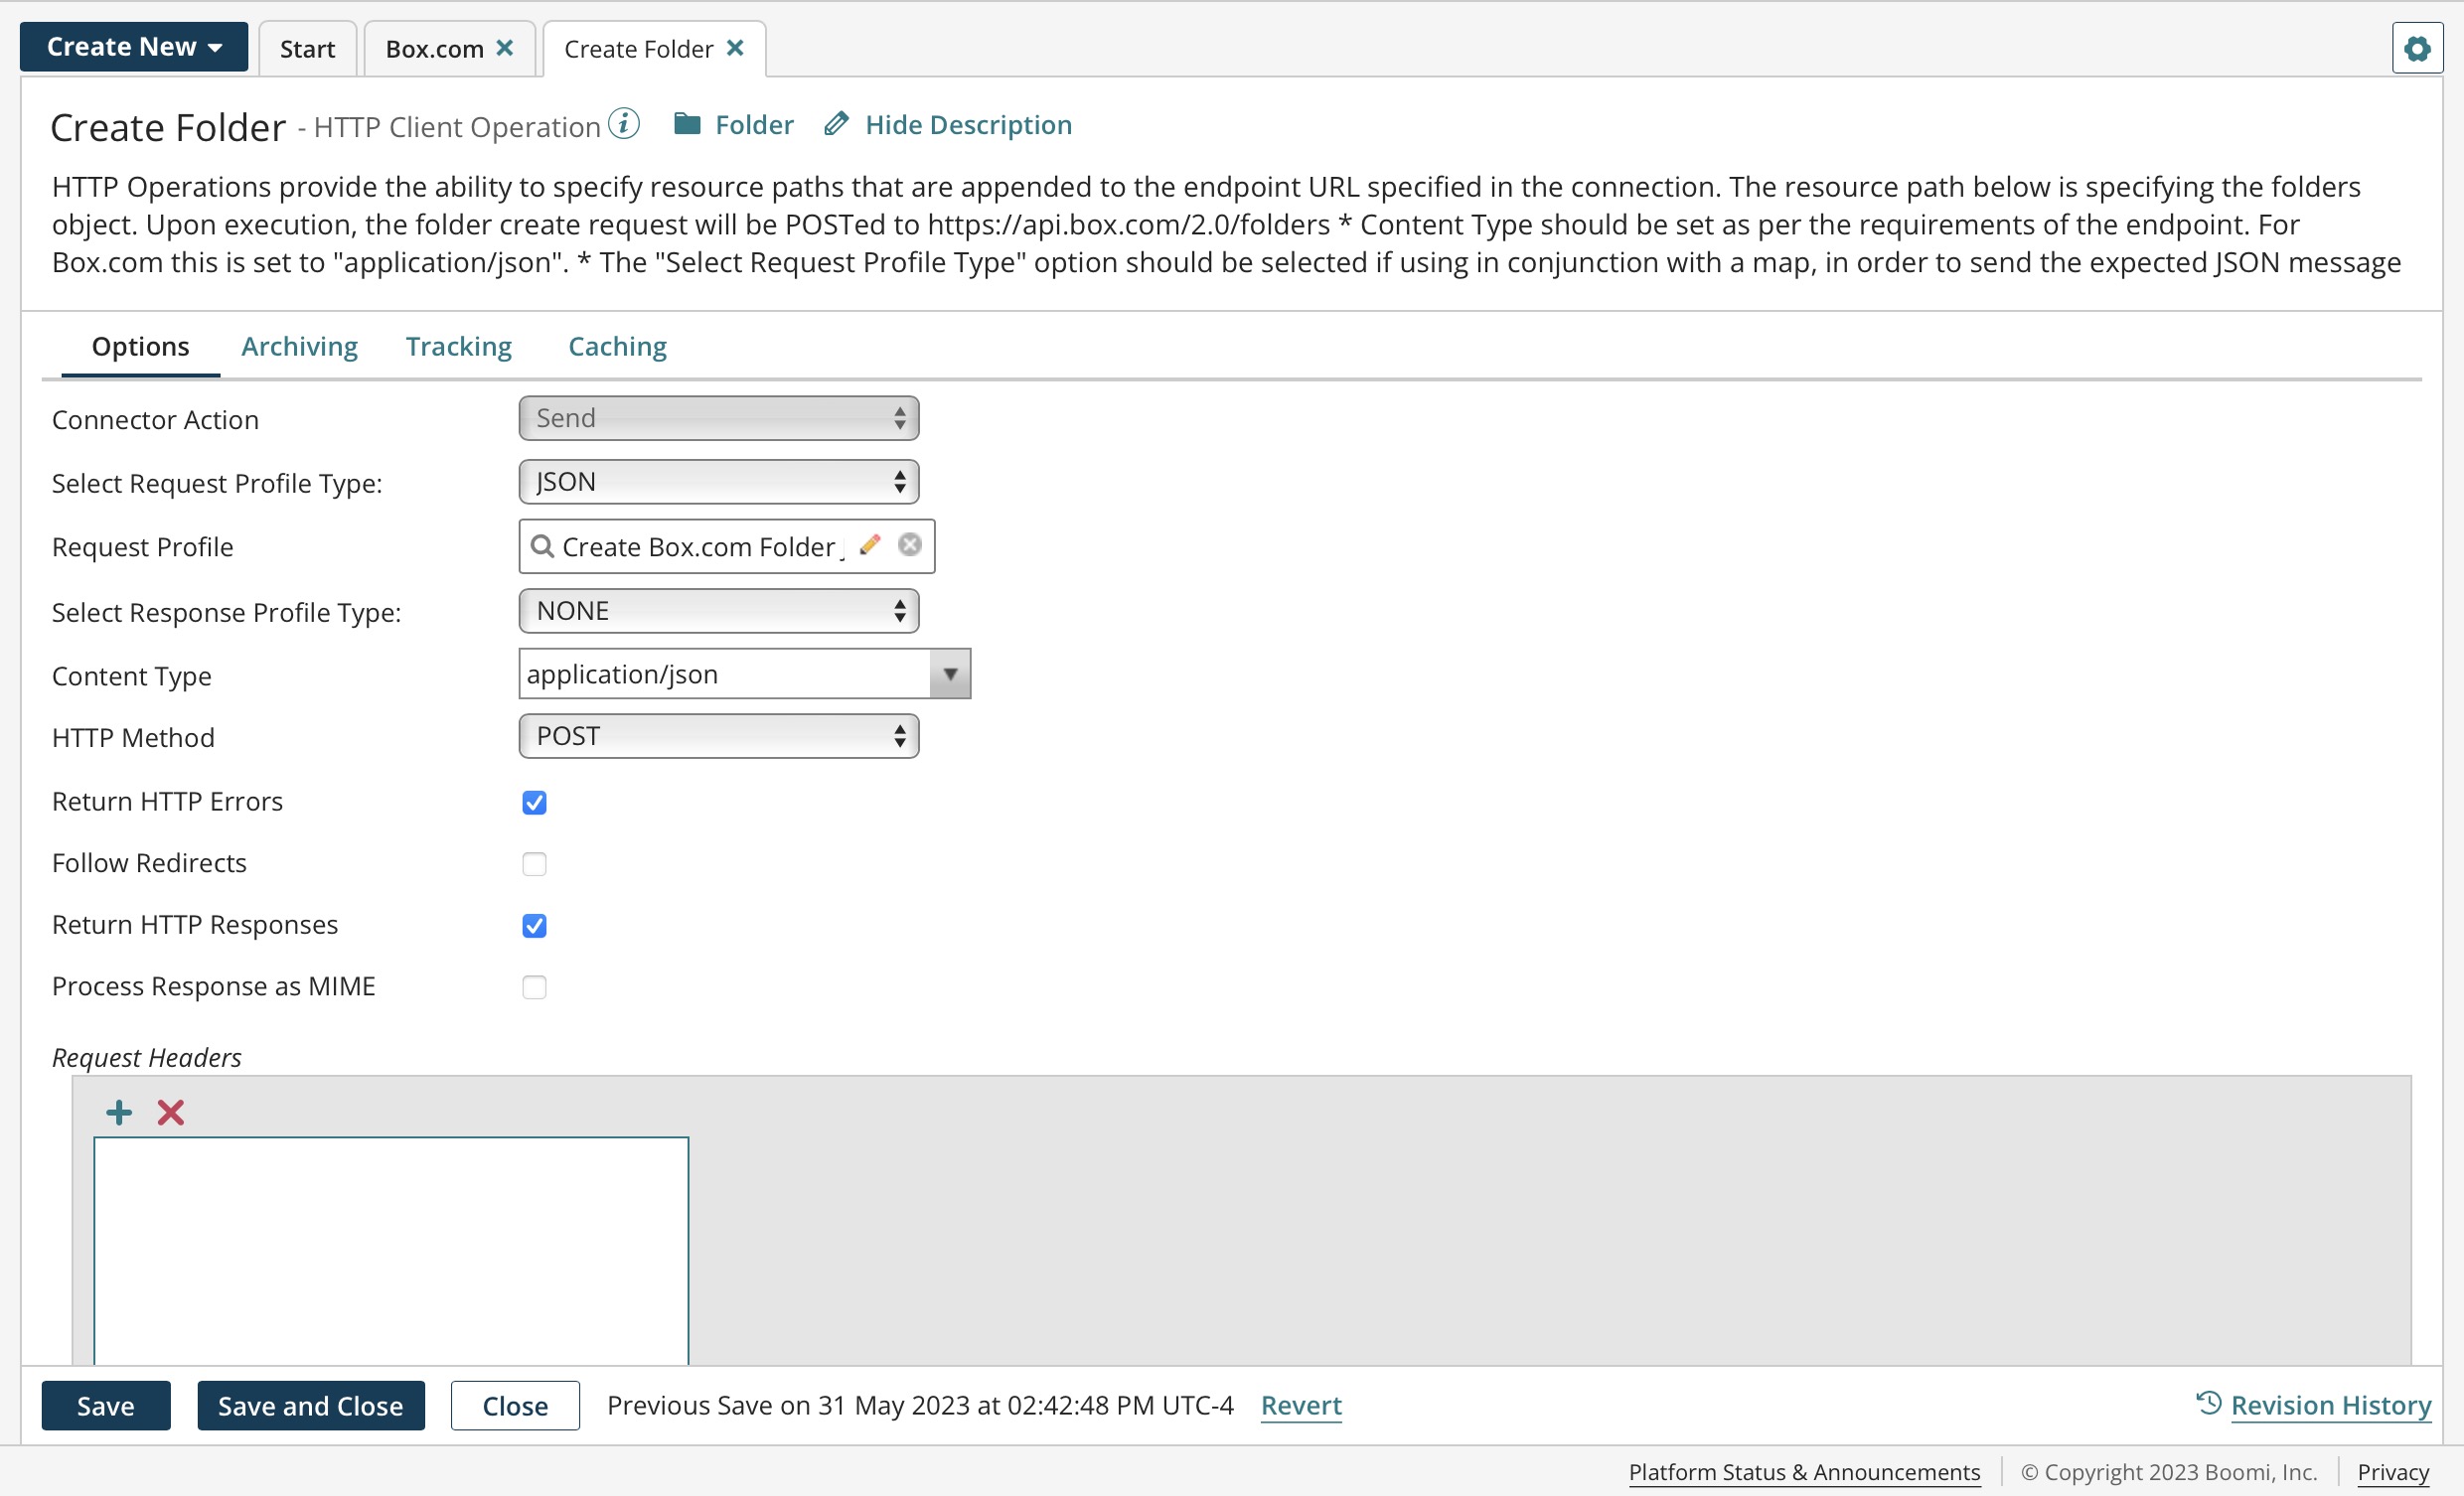 Create New
Start
Box.com
Create Folder
Create Folder - HTTP Client Operation
Folder
Hide Description
HTTP Operations provide the ability to specify resource paths that are appended to the endpoint URL specified in the connection. The resource path below is specifying the folders
object. Upon execution, the folder create request will be POSTed to https://api.box.com/2.0/folders * Content Type should be set as per the requirements of the endpoint. For
Box.com this is set to "application/json". * The "Select Request Profile Type" option should be selected if using in conjunction with a map, in order to send the expected JSON message
Options
Archiving
Tracking
Caching
Connector Action
Send
Select Request Profile Type:
JSON
Request Profile
Create Box.com Folder
Select Response Profile Type:
NONE
Content Type
application/json
HTTP Method
POST
Return HTTP Errors
Follow Redirects
Return HTTP Responses
Process Response as MIME
Request Headers
Save
Save and Close
Close
Previous Save on 31 May 2023 at 02:42:48 PM UTC-4
Revert
Revision History
Platform Status & Announcements
© Copyright 2023 Boomi, Inc.
Privacy